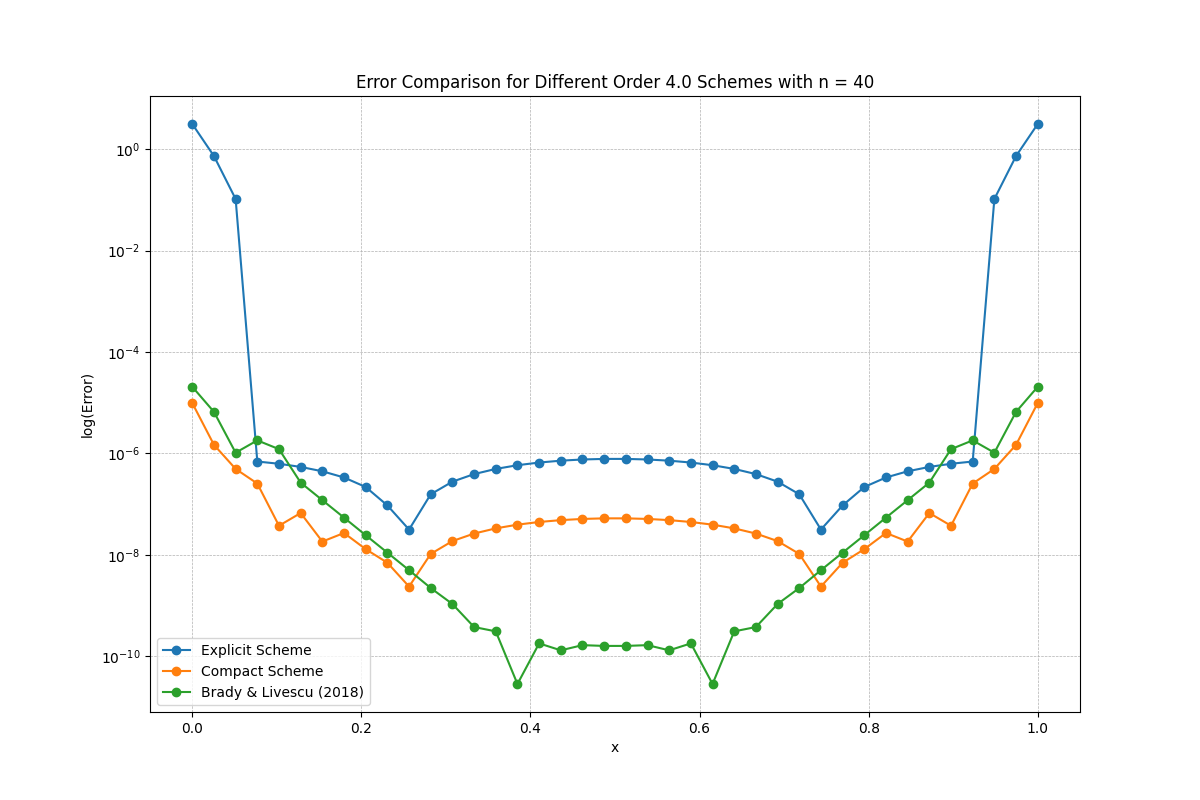 Error Comparison for Different Order 4.0 Schemes with n = 40
log(Error)
10⁰
10⁻²
10⁻⁴
10⁻⁶
10⁻⁸
10⁻¹⁰
Explicit Scheme
Compact Scheme
Brady & Livescu (2018)
0.0 0.2 0.4 0.6 0.8 1.0
x